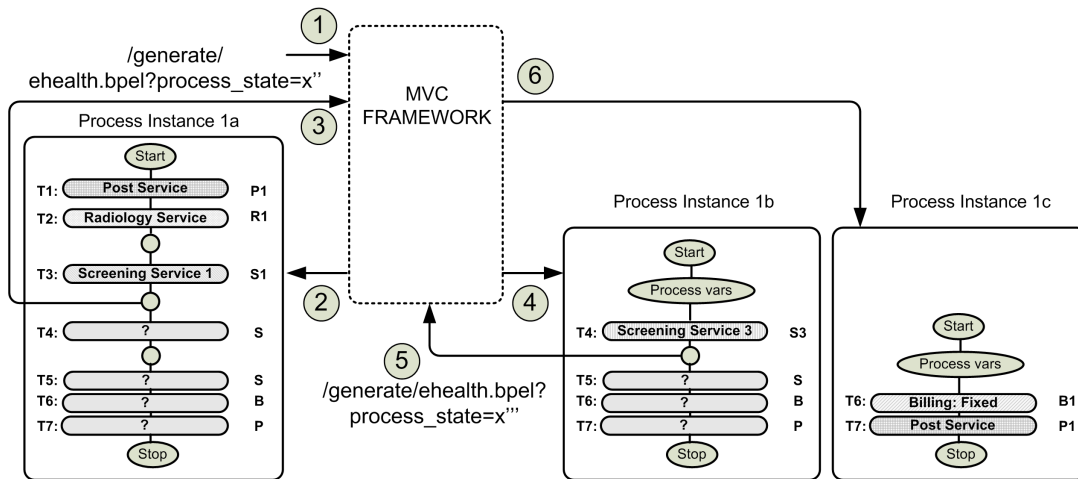 1
/generate/
ehealth.bpel?process_state=x''
3
MVC
FRAMEWORK
6
Process Instance 1a
Start
T1: Post Service P1
T2: Radiology Service R1
T3: Screening Service 1 S1
T4: ? S
T5: ? S
T6: ? B
T7: ? P
Stop
2
4
5
/generate/ehealth.bpel?
process_state=x'''
Process Instance 1b
Start
Process vars
T4: Screening Service 3 S3
T5: ? S
T6: ? B
T7: ? P
Stop
Process Instance 1c
Start
Process vars
T6: Billing: Fixed B1
T7: Post Service P1
Stop